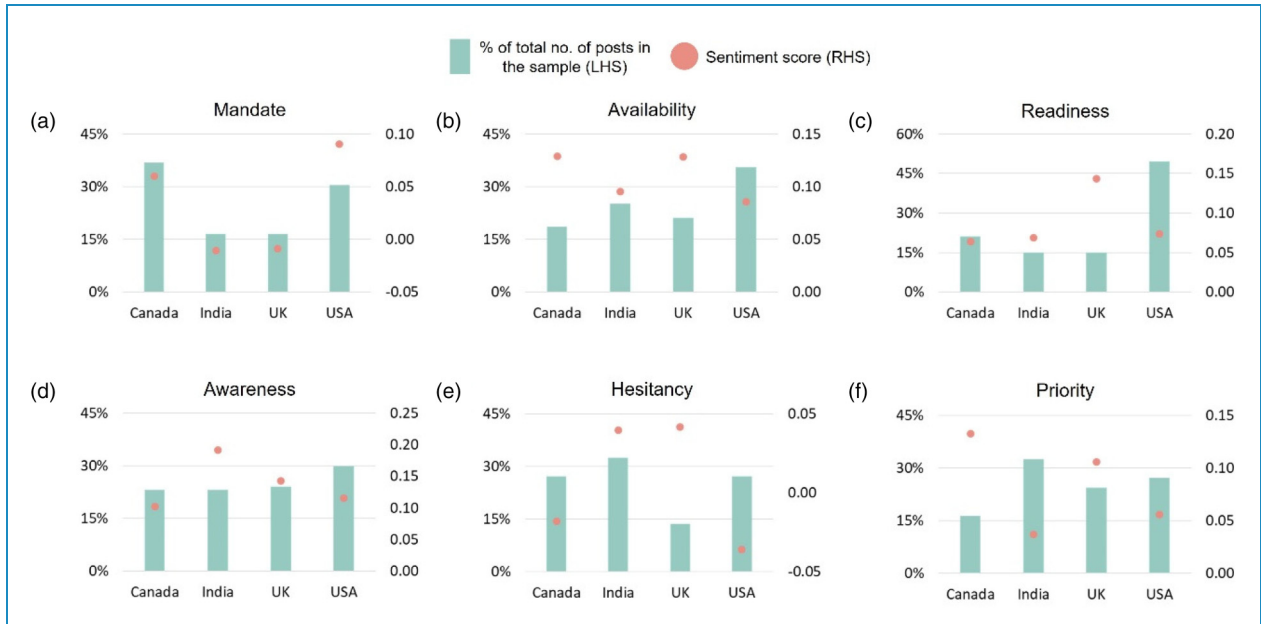 % of total no. of posts in
the sample (LHS)
Sentiment score (RHS)
(a)
Mandate
45%
30%
15%
0%
0.10
0.05
0.00
-0.05
Canada India UK USA
(b)
Availability
45%
30%
15%
0%
0.15
0.10
0.05
0.00
Canada India UK USA
(c)
Readiness
60%
45%
30%
15%
0%
0.20
0.15
0.10
0.05
0.00
Canada India UK USA
(d)
Awareness
45%
30%
15%
0%
0.25
0.20
0.15
0.10
0.05
0.00
Canada India UK USA
(e)
Hesitancy
45%
30%
15%
0%
0.05
0.00
-0.05
Canada India UK USA
(f)
Priority
45%
30%
15%
0%
0.15
0.10
0.05
0.00
Canada India UK USA